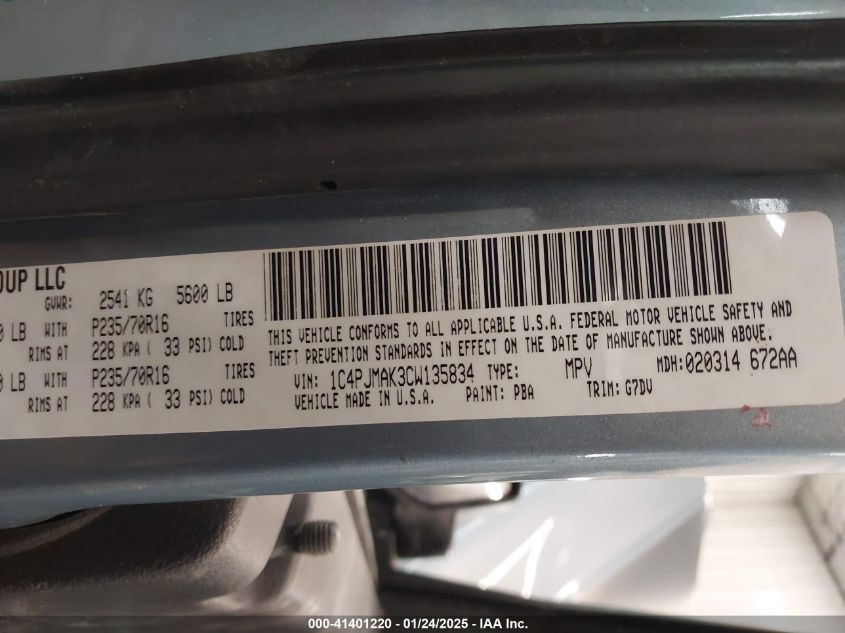 OUP LLC
GVWR: 2541 KG 5600 LB
0 LB WITH P235/70R16 TIRES
RIMS AT 228 KPA ( 33 PSI) COLD
0 LB WITH P235/70R16 TIRES
RIMS AT 228 KPA ( 33 PSI) COLD
THIS VEHICLE CONFORMS TO ALL APPLICABLE U.S.A. FEDERAL MOTOR VEHICLE SAFETY AND
THEFT PREVENTION STANDARDS IN EFFECT ON THE DATE OF MANUFACTURE SHOWN ABOVE.
VIN: 1C4PJMAK3CW135834 TYPE: MPV MDH:020314 672AA
VEHICLE MADE IN U.S.A. PAINT: PBA TRIM: G7DV
000-41401220 - 01/24/2025 - IAA Inc.